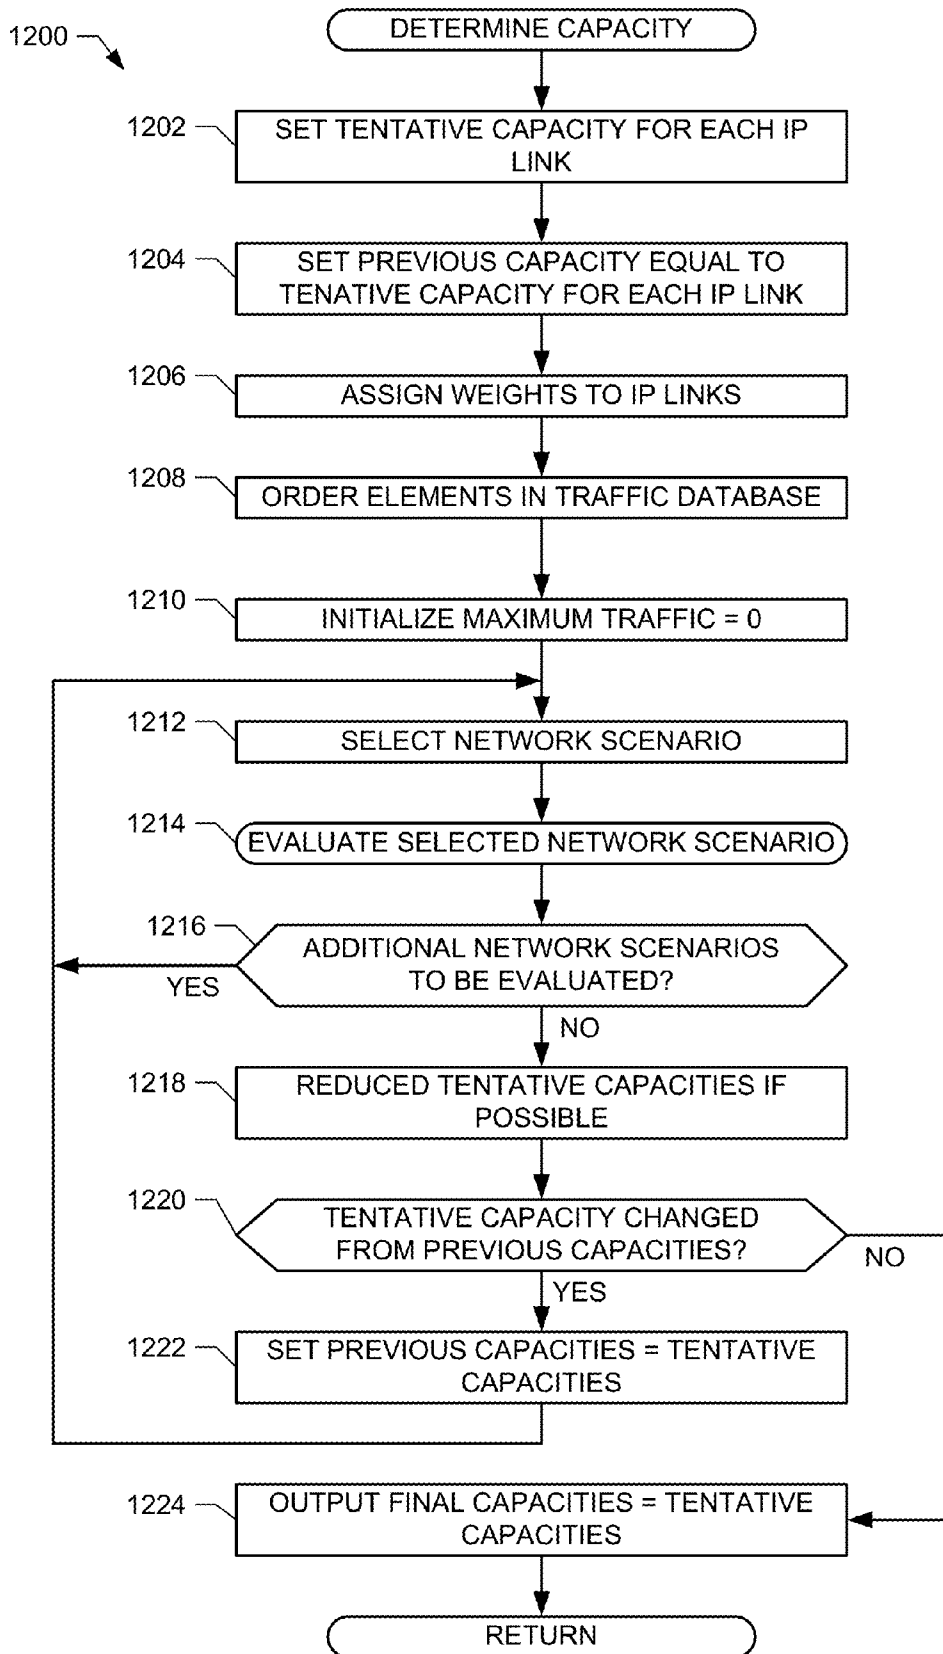 1200
DETERMINE CAPACITY
1202
SET TENTATIVE CAPACITY FOR EACH IP
LINK
1204
SET PREVIOUS CAPACITY EQUAL TO
TENATIVE CAPACITY FOR EACH IP LINK
1206
ASSIGN WEIGHTS TO IP LINKS
1208
ORDER ELEMENTS IN TRAFFIC DATABASE
1210
INITIALIZE MAXIMUM TRAFFIC = 0
1212
SELECT NETWORK SCENARIO
1214
EVALUATE SELECTED NETWORK SCENARIO
1216
ADDITIONAL NETWORK SCENARIOS
TO BE EVALUATED?
YES
NO
1218
REDUCED TENTATIVE CAPACITIES IF
POSSIBLE
1220
TENTATIVE CAPACITY CHANGED
FROM PREVIOUS CAPACITIES?
NO
YES
1222
SET PREVIOUS CAPACITIES = TENTATIVE
CAPACITIES
1224
OUTPUT FINAL CAPACITIES = TENTATIVE
CAPACITIES
RETURN